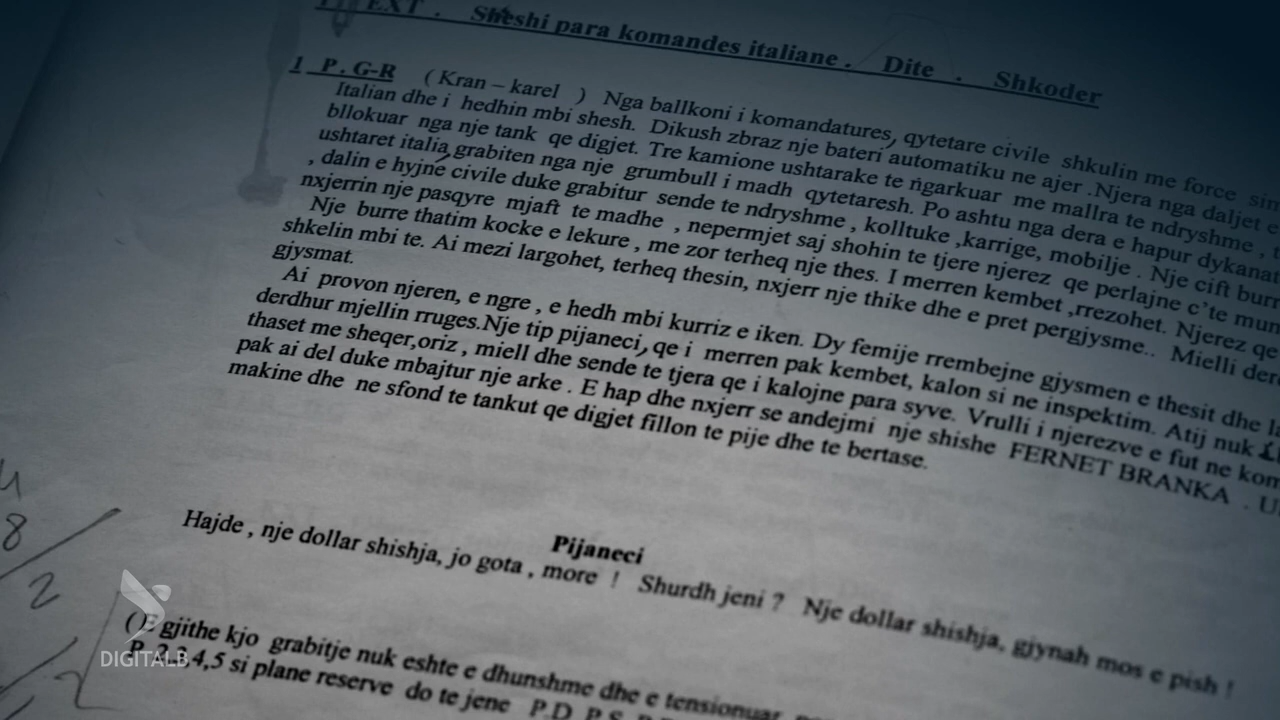 EXT . Sheshi para komandes italiane . Dite . Shkoder
1 P . G-R ( Kran – karel ) Nga ballkoni i komandatures, qytetare civile shkulin me force
Italian dhe i hedhin mbi shesh. Dikush zbraz nje bateri automatiku ne ajer .Njera nga daljet
bllokuar nga nje tank qe digjet. Tre kamione ushtarake te ngarkuar me mallra te ndryshme ,
ushtaret italia grabiten nga nje grumbull i madh qytetaresh. Po ashtu nga dera e hapur
, dalin e hyjne civile duke grabitur sende te ndryshme , kolltuke ,karrige, mobilje . Nje cift
nxjerrin nje pasqyre mjaft te madhe , nepermjet saj shohin te tjere njerez qe perlajne c'te
Nje burre thatim kocke e lekure , me zor terheq nje thes. I merren kembet ,rrezohet. Njerez qe
shkelin mbi te. Ai mezi largohet, terheq thesin, nxjerr nje thike dhe e pret pergjysme.. Mielli
gjysmat.
Ai provon njeren, e ngre , e hedh mbi kurriz e iken. Dy femije rrembejne gjysmen e thesit dhe
derdhur mjellin rruges.Nje tip pijaneci, qe i merren pak kembet, kalon si ne inspektim. Atij nuk
thaset me sheqer,oriz , miell dhe sende te tjera qe i kalojne para syve. Vrulli i njerezve e fut ne
pak ai del duke mbajtur nje arke . E hap dhe nxjerr se andejmi nje shishe FERNET BRANKA .
makine dhe ne sfond te tankut qe digjet fillon te pije dhe te bertase.
Pijaneci
Hajde , nje dollar shishja, jo gota , more ! Shurdh jeni ? Nje dollar shishja, gjynah mos e pish !
( E gjithe kjo grabitje nuk eshte e dhunshme dhe e tensionuar
P. 2,3,4,5 si plane reserve do te jene P.D P.S
8
2
DIGITALB